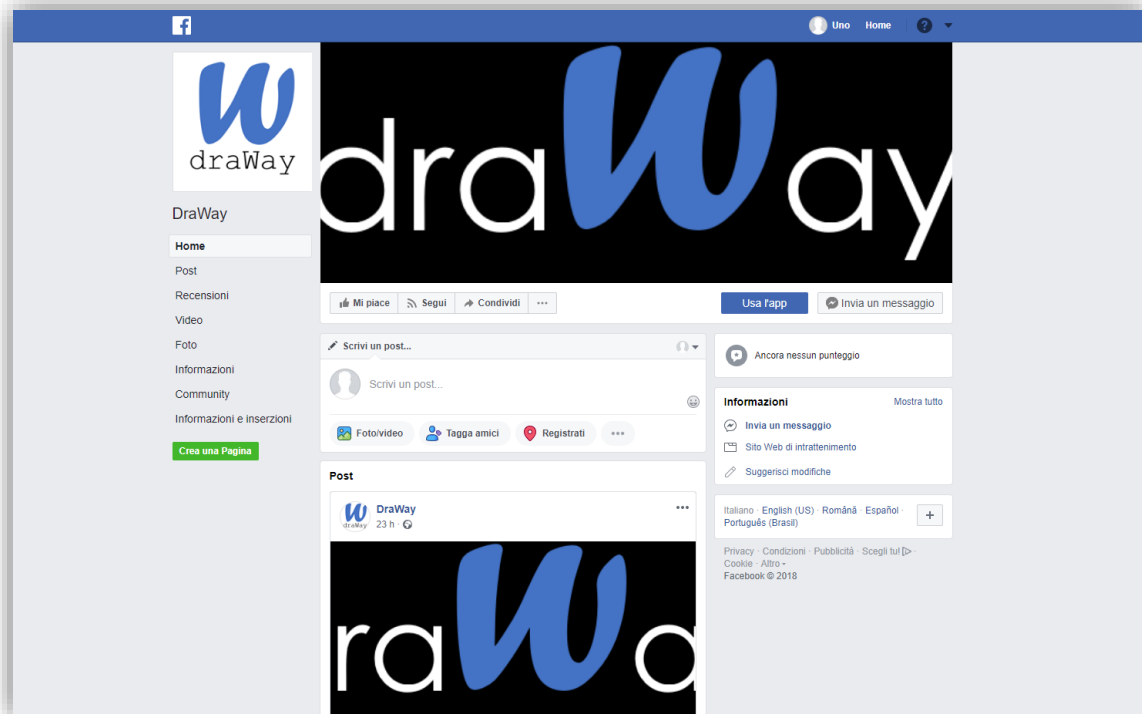 Uno Home
W
draWay
draWay
DraWay
Home
Post
Recensioni
Video
Foto
Informazioni
Community
Informazioni e inserzioni
Crea una Pagina
Mi piace Segui Condividi ...
Usa l'app Invia un messaggio
Scrivi un post...
Scrivi un post...
Foto/video Tagga amici Registrati ...
Post
W
draWay
DraWay
23 h ·
raWa
Ancora nessun punteggio
Informazioni Mostra tutto
Invia un messaggio
Sito Web di intrattenimento
Suggerisci modifiche
Italiano · English (US) · Română · Español ·
Português (Brasil)
+
Privacy · Condizioni · Pubblicità · Scegli tu! ·
Cookie · Altro
Facebook © 2018